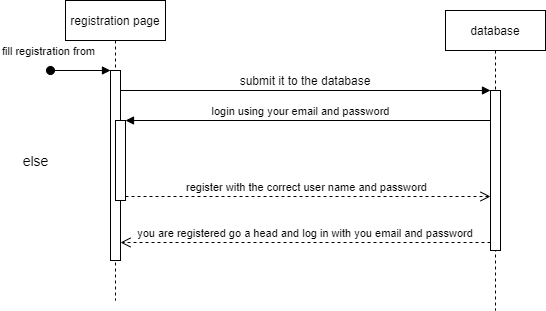 registration page
database
fill registration from
submit it to the database
login using your email and password
else
register with the correct user name and password
you are registered go a head and log in with you email and password